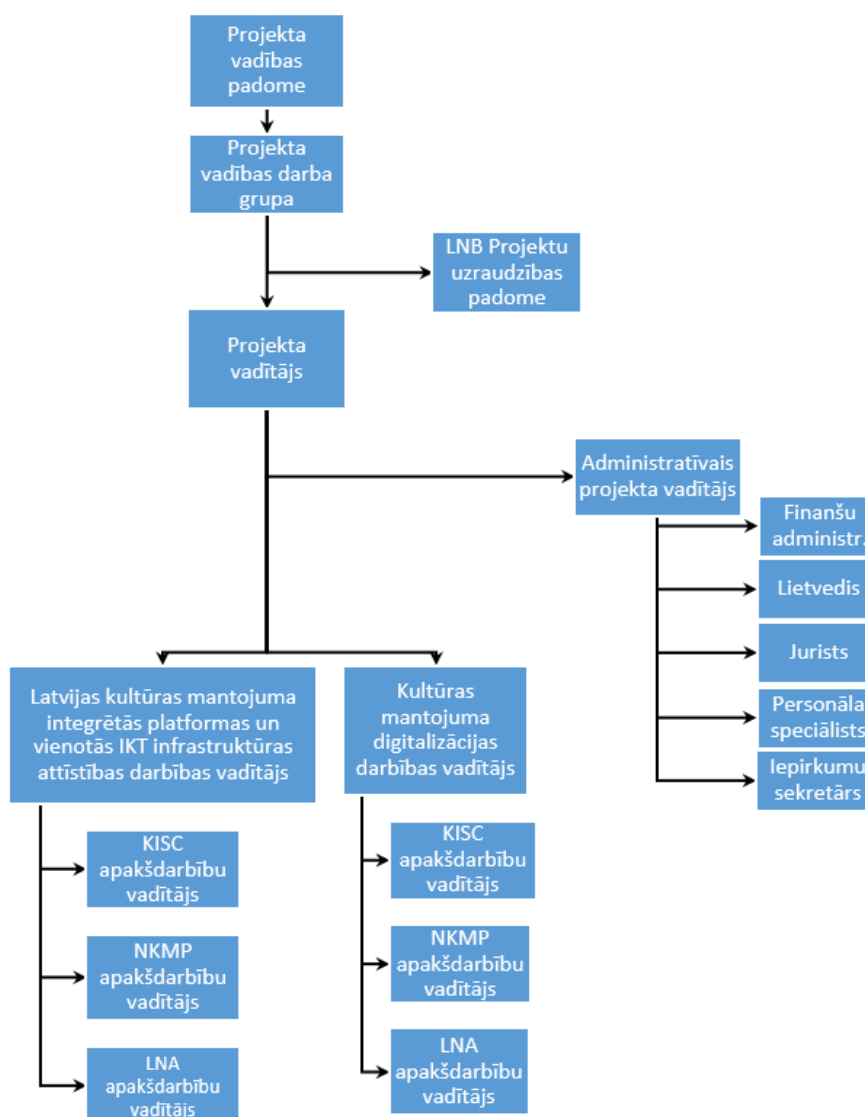 Projekta
vadības
padome
Projekta
vadības darba
grupa
LNB Projektu
uzraudzības
padome
Projekta
vadītājs
Administratīvais
projekta vadītājs
Finanšu
administr.
Lietvedis
Jurists
Personāla
speciālists
Iepirkumu
sekretārs
Latvijas kultūras mantojuma
integrētās platformas un
vienotās IKT infrastruktūras
attīstības darbības vadītājs
Kultūras
mantojuma
digitalizācijas
darbības vadītājs
KISC
apakšdarbību
vadītājs
NKMP
apakšdarbību
vadītājs
LNA
apakšdarbību
vadītājs
KISC
apakšdarbību
vadītājs
NKMP
apakšdarbību
vadītājs
LNA
apakšdarbību
vadītājs